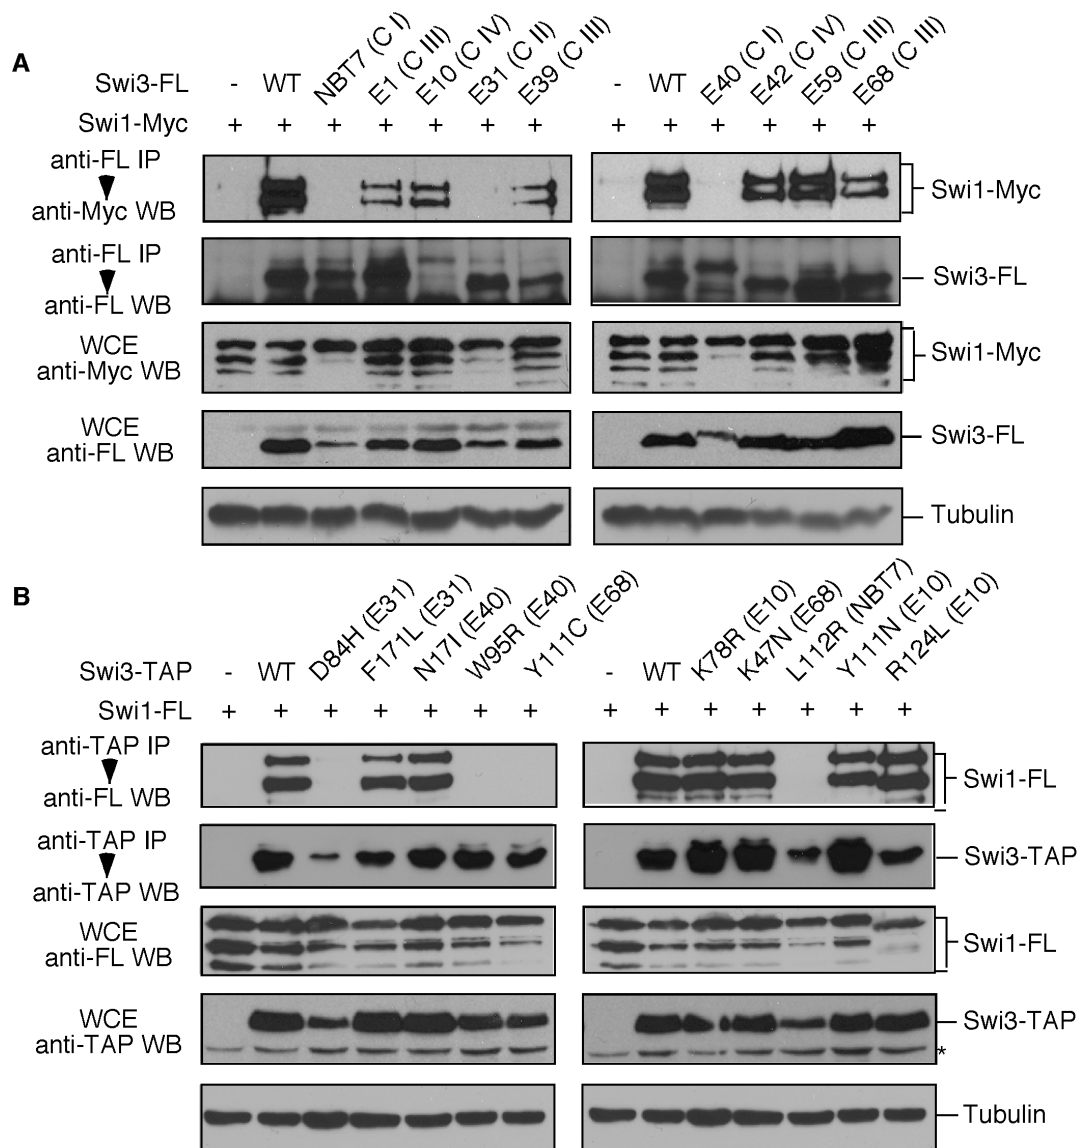 A
Swi3-FL - WT NBT7 (C I) E1 (C III) E10 (C IV) E31 (C II) E39 (C III) - WT E40 (C I) E42 (C IV) E59 (C III) E68 (C III)
Swi1-Myc + + + + + + + + + + + + +
anti-FL IP
anti-Myc WB
Swi1-Myc
anti-FL IP
anti-FL WB
Swi3-FL
WCE
anti-Myc WB
Swi1-Myc
WCE
anti-FL WB
Swi3-FL
Tubulin
B
Swi3-TAP - WT D84H (E31) F171L (E31) N17I (E40) W95R (E40) Y111C (E68) - WT K78R (E10) K47N (E68) L112R (NBT7) Y111N (E10) R124L (E10)
Swi1-FL + + + + + + + + + + + + + +
anti-TAP IP
anti-FL WB
Swi1-FL
anti-TAP IP
anti-TAP WB
Swi3-TAP
WCE
anti-FL WB
Swi1-FL
WCE
anti-TAP WB
Swi3-TAP
*
Tubulin